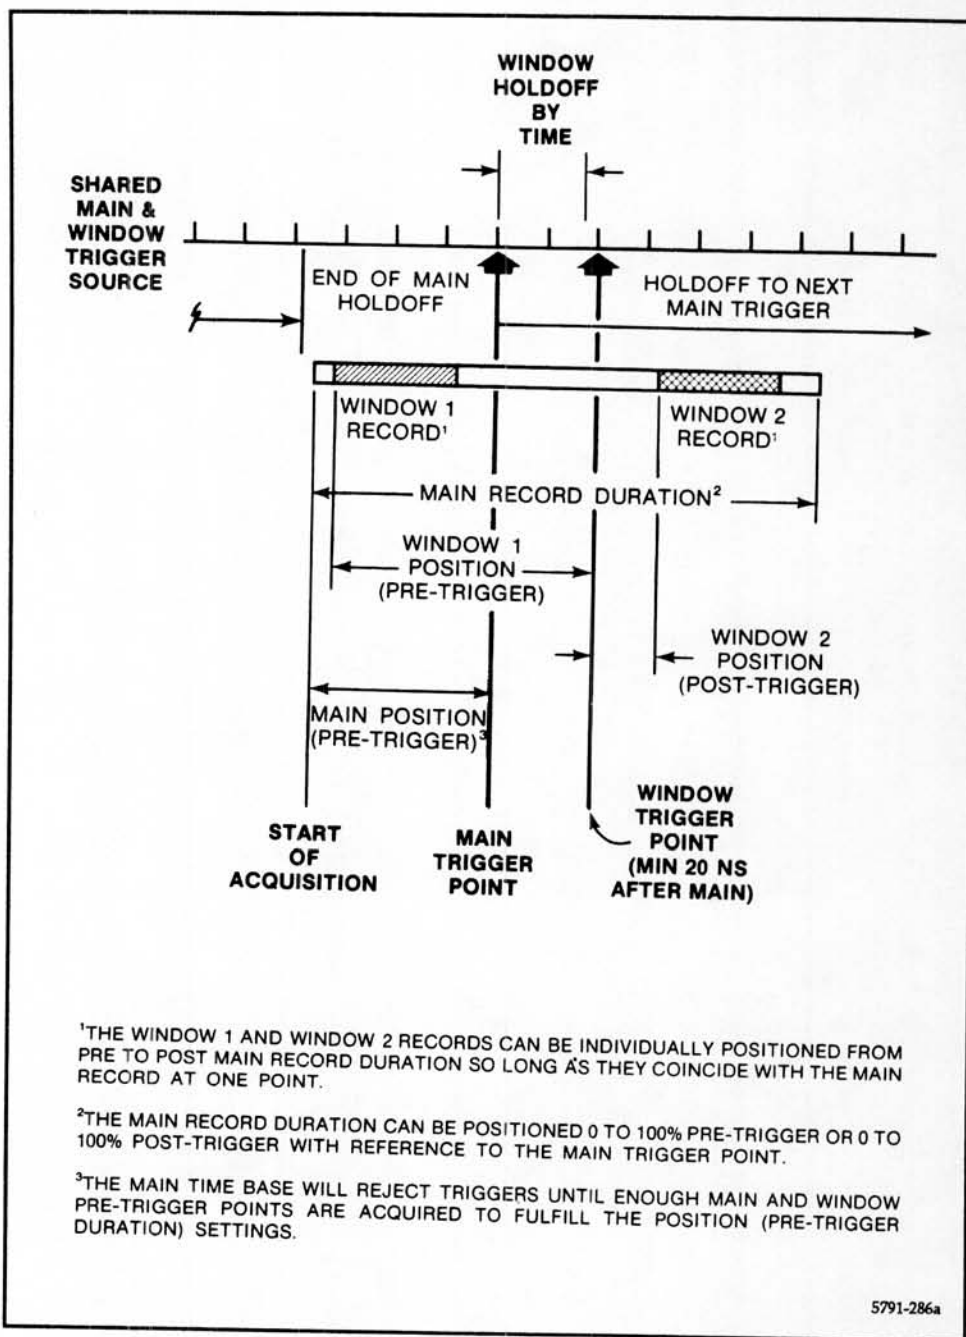 WINDOW
HOLDOFF
BY
TIME
SHARED
MAIN &
WINDOW
TRIGGER
SOURCE
END OF MAIN
HOLDOFF
HOLDOFF TO NEXT
MAIN TRIGGER
WINDOW 1
RECORD¹
WINDOW 2
RECORD¹
MAIN RECORD DURATION²
WINDOW 1
POSITION
(PRE-TRIGGER)
WINDOW 2
POSITION
(POST-TRIGGER)
MAIN POSITION
(PRE-TRIGGER)³
START
OF
ACQUISITION
MAIN
TRIGGER
POINT
WINDOW
TRIGGER
POINT
(MIN 20 NS
AFTER MAIN)
¹THE WINDOW 1 AND WINDOW 2 RECORDS CAN BE INDIVIDUALLY POSITIONED FROM
PRE TO POST MAIN RECORD DURATION SO LONG AS THEY COINCIDE WITH THE MAIN
RECORD AT ONE POINT.
²THE MAIN RECORD DURATION CAN BE POSITIONED 0 TO 100% PRE-TRIGGER OR 0 TO
100% POST-TRIGGER WITH REFERENCE TO THE MAIN TRIGGER POINT.
³THE MAIN TIME BASE WILL REJECT TRIGGERS UNTIL ENOUGH MAIN AND WINDOW
PRE-TRIGGER POINTS ARE ACQUIRED TO FULFILL THE POSITION (PRE-TRIGGER
DURATION) SETTINGS.
5791-286a